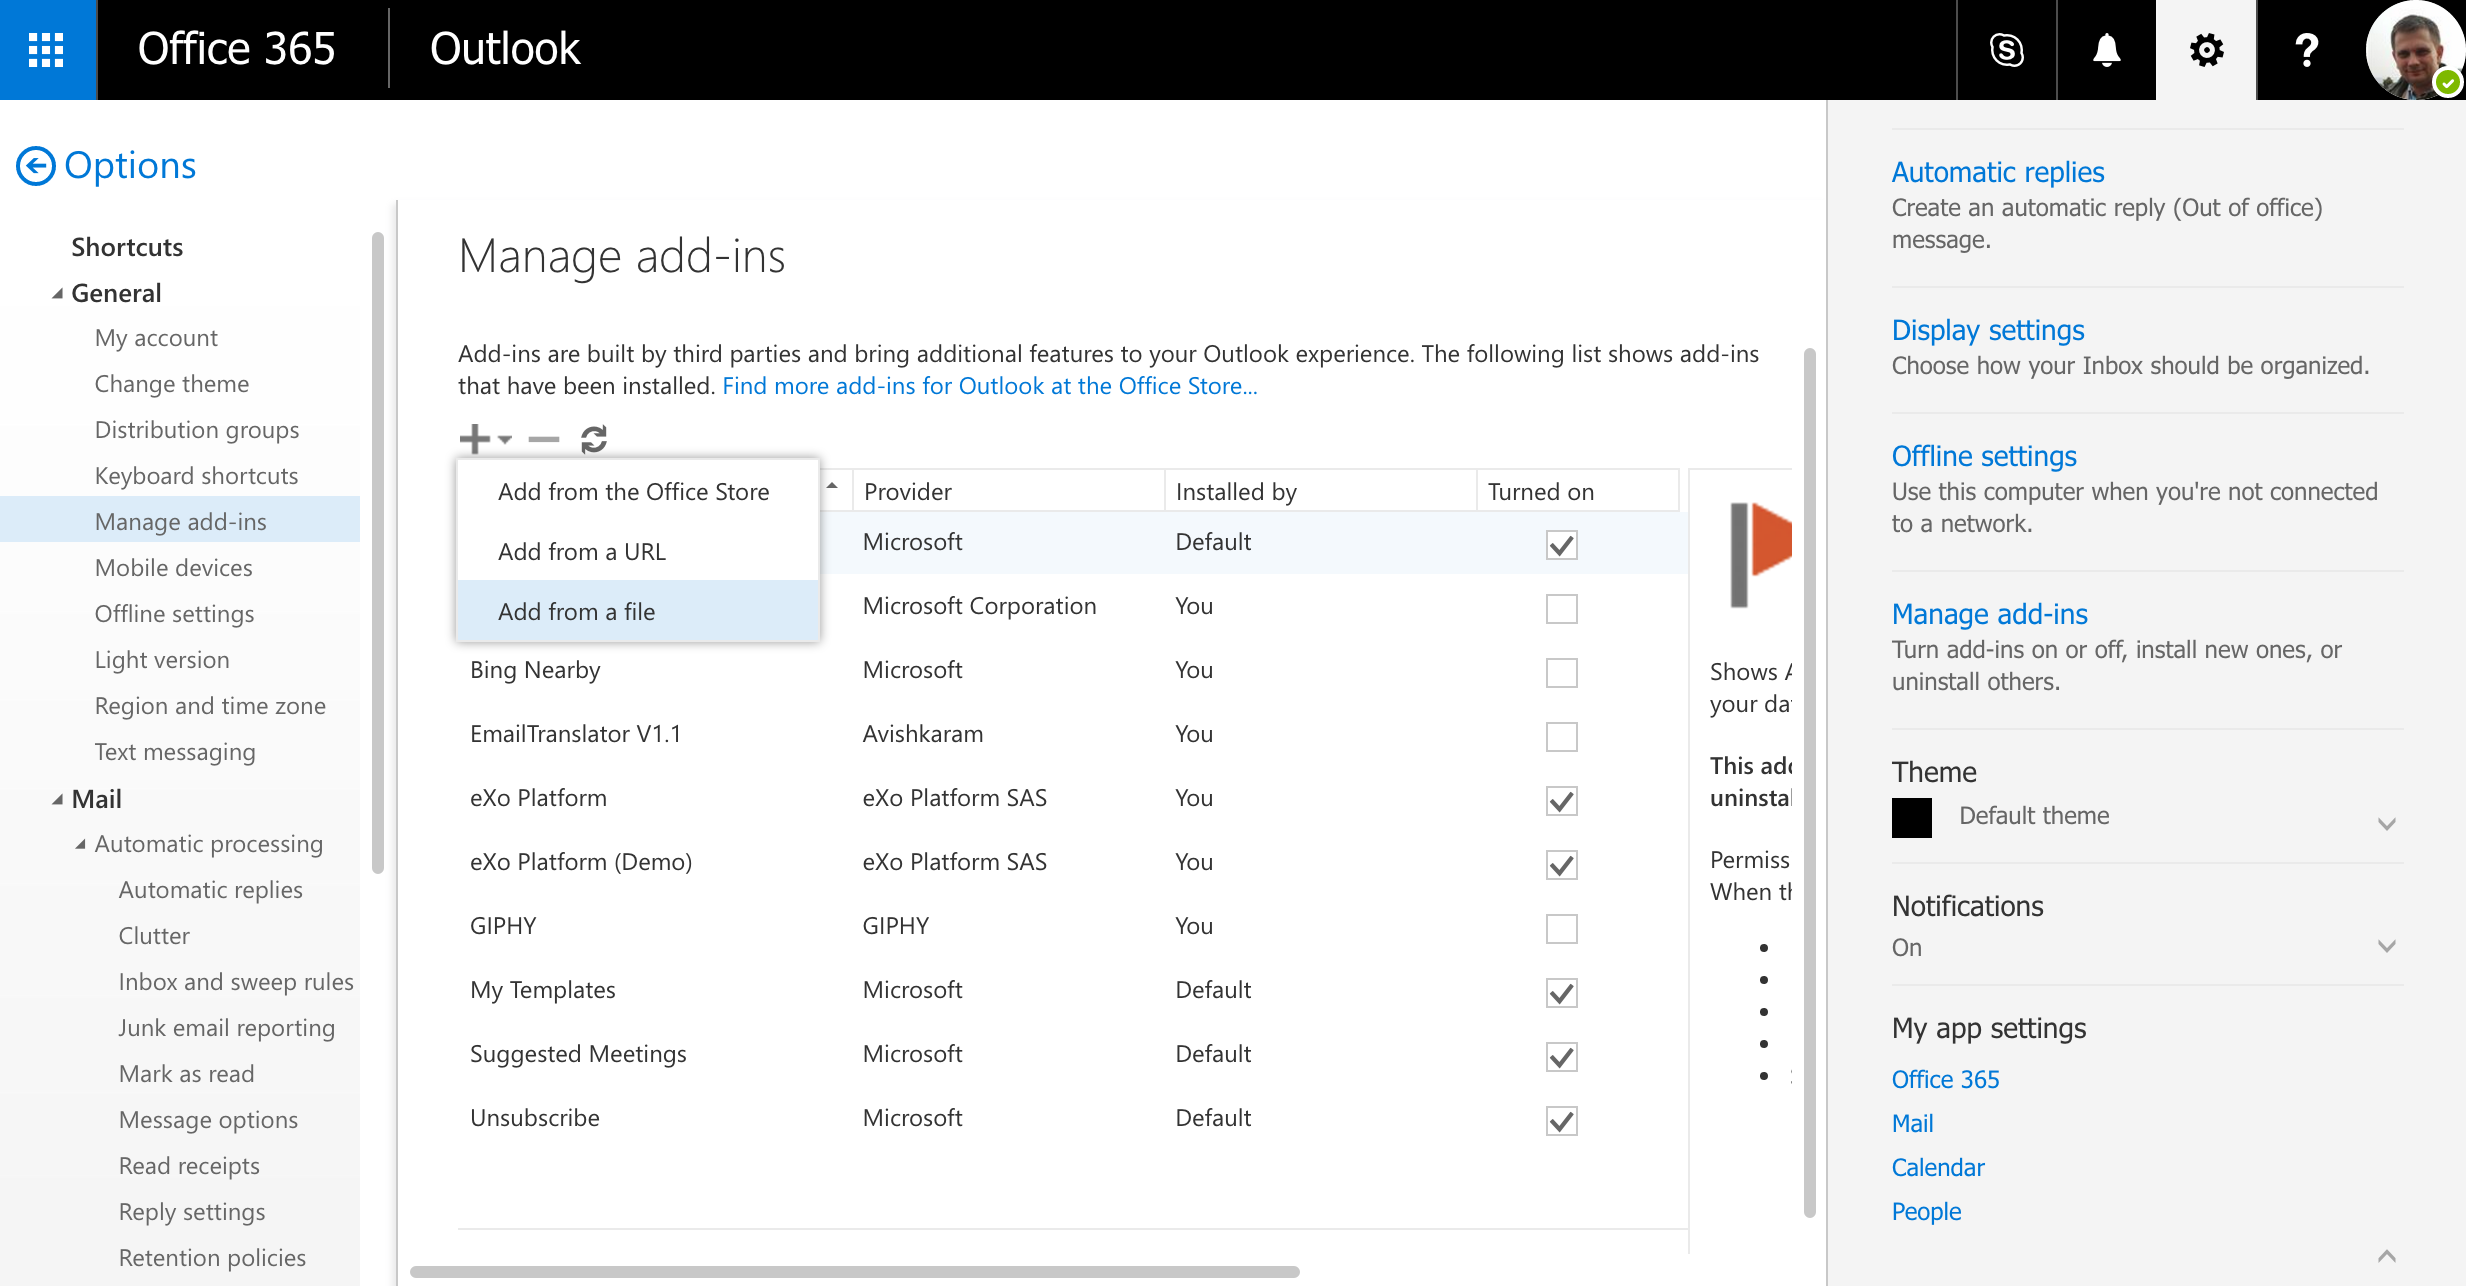 Office 365
Outlook
Options
Shortcuts
General
My account
Change theme
Distribution groups
Keyboard shortcuts
Manage add-ins
Mobile devices
Offline settings
Light version
Region and time zone
Text messaging
Mail
Automatic processing
Automatic replies
Clutter
Inbox and sweep rules
Junk email reporting
Mark as read
Message options
Read receipts
Reply settings
Retention policies
Manage add-ins
Add-ins are built by third parties and bring additional features to your Outlook experience. The following list shows add-ins
that have been installed. Find more add-ins for Outlook at the Office Store...
Add from the Office Store
Add from a URL
Add from a file
Provider Installed by Turned on
Microsoft Default
Microsoft Corporation You
Bing Nearby Microsoft You
EmailTranslator V1.1 Avishkaram You
eXo Platform eXo Platform SAS You
eXo Platform (Demo) eXo Platform SAS You
GIPHY GIPHY You
My Templates Microsoft Default
Suggested Meetings Microsoft Default
Unsubscribe Microsoft Default
Shows
your
This
When
Automatic replies
Create an automatic reply (Out of office)
message.
Display settings
Choose how your Inbox should be organized.
Offline settings
Use this computer when you're not connected
to a network.
Manage add-ins
Turn add-ins on or off, install new ones, or
uninstall others.
Theme
Default theme
Notifications
On
My app settings
Office 365
Mail
Calendar
People